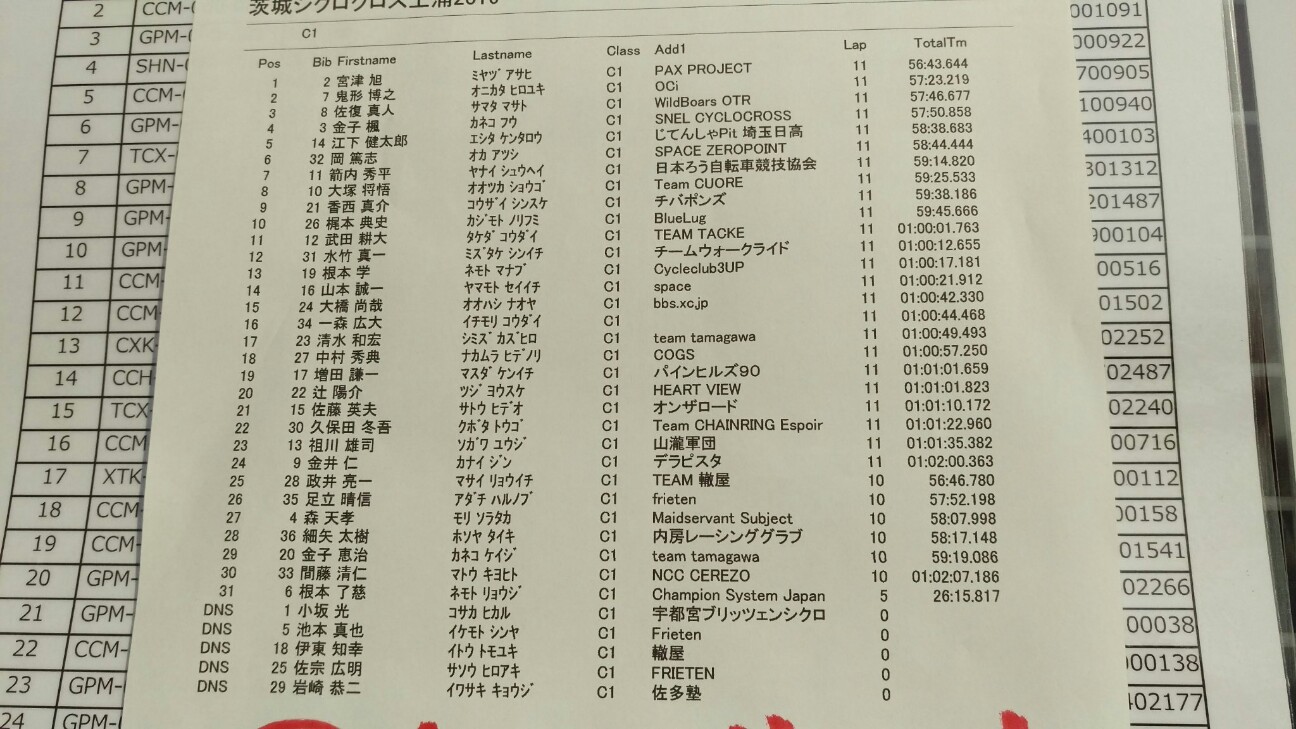 茨城シクロクロス土浦2016
C1
Pos Bib Firstname Lastname Class Add1 Lap TotalTm
1 2 宮津 旭 ミヤヅ アサヒ C1 PAX PROJECT 11 56:43.644
2 7 鬼形 博之 オニカタ ヒロユキ C1 OCi 11 57:23.219
3 8 佐復 真人 サマタ マサト C1 WildBoars OTR 11 57:46.677
4 3 金子 楓 カネコ フウ C1 SNEL CYCLOCROSS 11 57:50.858
5 14 江下 健太郎 エシタ ケンタロウ C1 じてんしゃPit 埼玉日高 11 58:38.683
6 32 岡 篤志 オカ アツシ C1 SPACE ZEROPOINT 11 58:44.444
7 11 箭内 秀平 ヤナイ シュウヘイ C1 日本ろう自転車競技協会 11 59:14.820
8 10 大塚 将悟 オオツカ ショウゴ C1 Team CUORE 11 59:25.533
9 21 香西 真介 コウザイ シンスケ C1 チバポンズ 11 59:38.186
10 26 梶本 典史 カジモト ノリフミ C1 BlueLug 11 59:45.666
11 12 武田 耕大 タケダ コウダイ C1 TEAM TACKE 11 01:00:01.763
12 31 水竹 真一 ミズタケ シンイチ C1 チームウォークライド 11 01:00:12.655
13 19 根本 学 ネモト マナブ C1 Cycleclub3UP 11 01:00:17.181
14 16 山本 誠一 ヤマモト セイイチ C1 space 11 01:00:21.912
15 24 大橋 尚哉 オオハシ ナオヤ C1 bbs.xc.jp 11 01:00:42.330
16 34 一森 広大 イチモリ コウダイ C1 11 01:00:44.468
17 23 清水 和宏 シミズ カズヒロ C1 team tamagawa 11 01:00:49.493
18 27 中村 秀典 ナカムラ ヒデノリ C1 COGS 11 01:00:57.250
19 17 増田 謙一 マスダ ケンイチ C1 パインヒルズ90 11 01:01:01.659
20 22 辻 陽介 ツジ ヨウスケ C1 HEART VIEW 11 01:01:01.823
21 15 佐藤 英夫 サトウ ヒデオ C1 オンザロード 11 01:01:10.172
22 30 久保田 冬吾 クボタ トウゴ C1 Team CHAINRING Espoir 11 01:01:22.960
23 13 祖川 雄司 ソガワ ユウジ C1 山瀧軍団 11 01:01:35.382
24 9 金井 仁 カナイ ジン C1 デラピスタ 11 01:02:00.363
25 28 政井 亮一 マサイ リョウイチ C1 TEAM 轍屋 10 56:46.780
26 35 足立 晴信 アダチ ハルノブ C1 frieten 10 57:52.198
27 4 森 天孝 モリ ソラタカ C1 Maidservant Subject 10 58:07.998
28 36 細矢 太樹 ホソヤ タイキ C1 内房レーシングクラブ 10 58:17.148
29 20 金子 恵治 カネコ ケイジ C1 team tamagawa 10 59:19.086
30 33 間藤 清仁 マトウ キヨヒト C1 NCC CEREZO 10 01:02:07.186
31 6 根本 了慈 ネモト リョウジ C1 Champion System Japan 5 26:15.817
DNS 1 小坂 光 コサカ ヒカル C1 宇都宮ブリッツェンシクロ 0
DNS 5 池本 真也 イケモト シンヤ C1 Frieten 0
DNS 18 伊東 知幸 イトウ トモユキ C1 轍屋 0
DNS 25 佐宗 広明 サソウ ヒロアキ C1 FRIETEN 0
DNS 29 岩崎 恭二 イワサキ キョウジ C1 佐多塾 0
2 CCM-
3 GPM-
4 SHN-
5 CCM-
6 GPM-
7 TCX-
8 GPM-
9 GPM-
10 GPM-
11 CCM-
12 CCM
13 CXK-
14 CCH
15 TCX-
16 CCM
17 XTK-
18 CCM-
19 CCM-
20 GPM-
21 GPM-
22 CCM-
23 GPM-
24 GPM-
001091
000922
700905
100940
400103
301312
201487
900104
00516
01502
02252
02487
02240
00716
00112
00158
01541
02266
00038
000138
402177